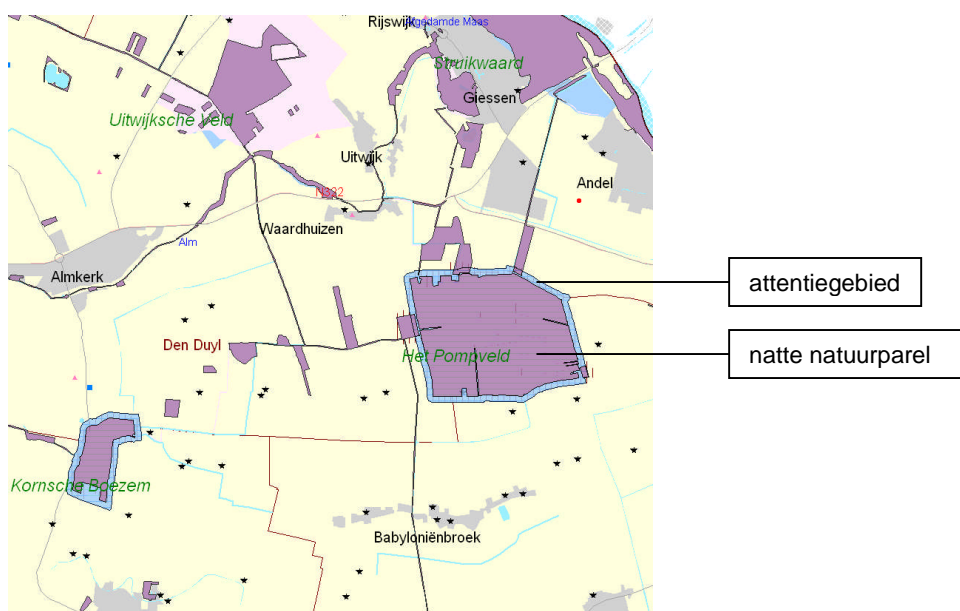 Rijswijk
Afgedamde Maas
Struikwaard
Giessen
Uitwijksche Veld
Uitwijk
Andel
N322
Waardhuizen
Alm
Almkerk
attentiegebied
Den Duyl
Het Pompveld
natte natuurparel
Kornsche Boezem
Babyloniënbroek